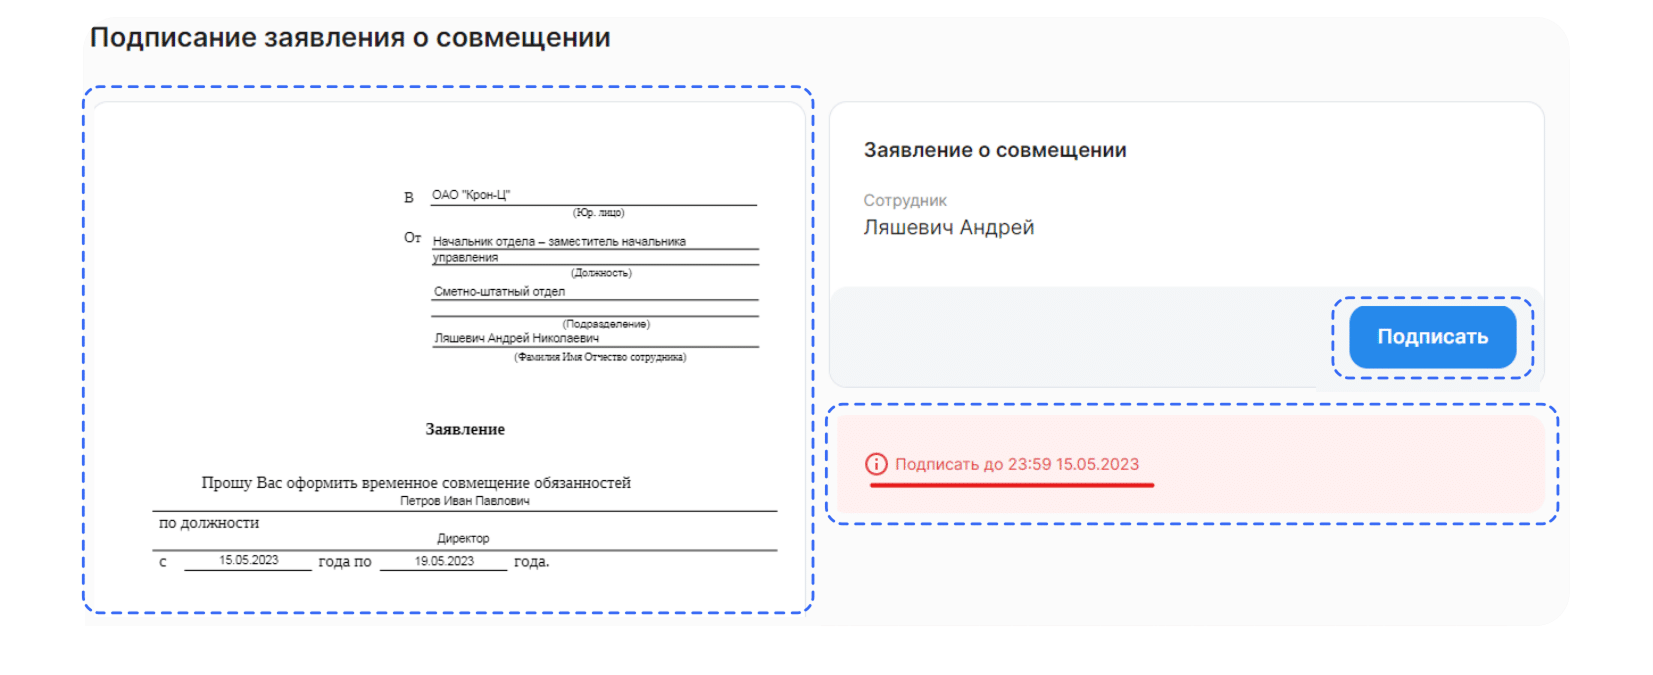 Подписание заявления о совмещении
В ОАО "Крон-Ц"
(Юр. лицо)
От Начальник отдела – заместитель начальника
управления
(Должность)
Сметно-штатный отдел
(Подразделение)
Ляшевич Андрей Николаевич
(Фамилия Имя Отчество сотрудника)
Заявление
Прошу Вас оформить временное совмещение обязанностей
Петров Иван Павлович
по должности
Директор
с 15.05.2023 года по 19.05.2023 года.
Заявление о совмещении
Сотрудник
Ляшевич Андрей
Подписать
Подписать до 23:59 15.05.2023